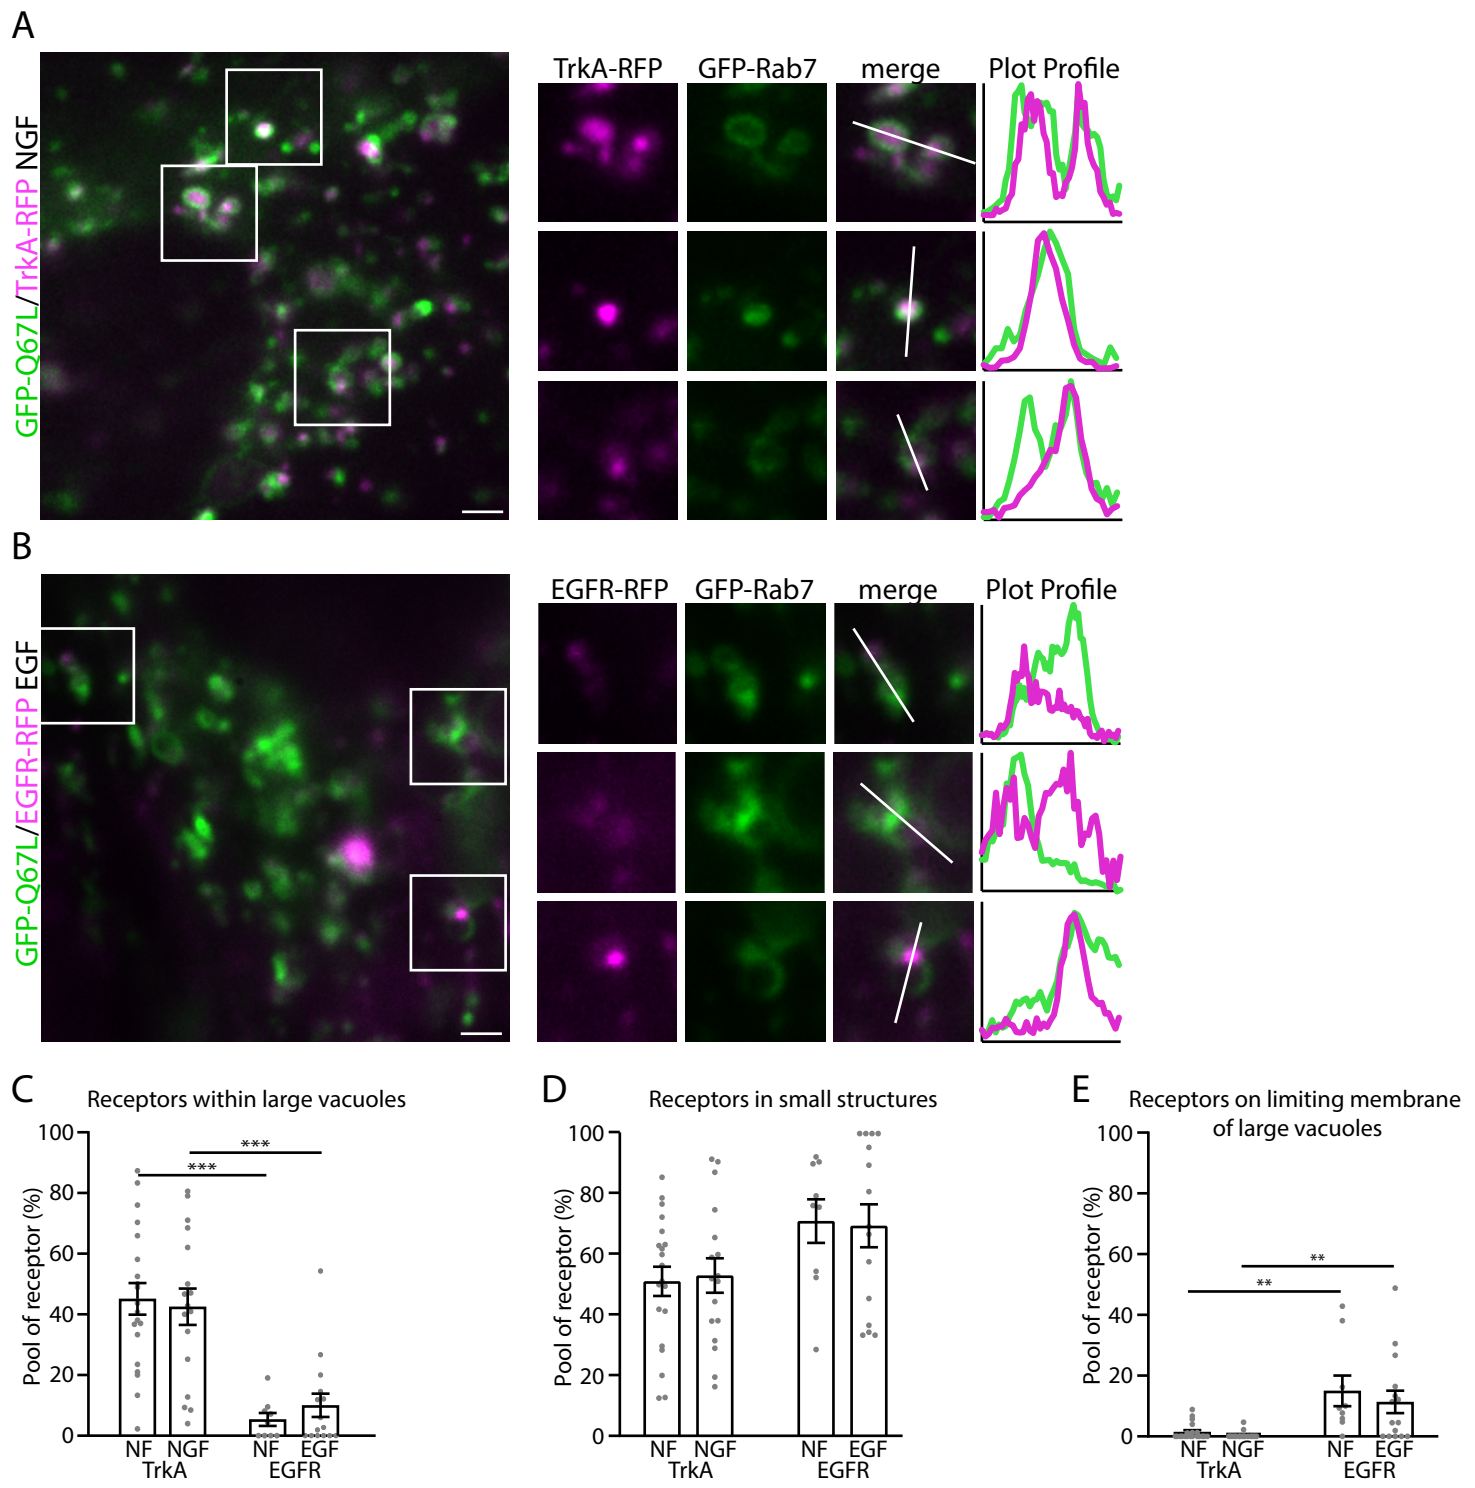 A
GFP-Q67L/TrkA-RFP NGF
TrkA-RFP
GFP-Rab7
merge
Plot Profile
B
GFP-Q67L/EGFR-RFP EGF
EGFR-RFP
GFP-Rab7
merge
Plot Profile
C
Receptors within large vacuoles
Pool of receptor (%)
100
80
60
40
20
0
***
***
NF
NGF
NF
EGF
TrkA
EGFR
D
Receptors in small structures
Pool of receptor (%)
100
80
60
40
20
0
NF
NGF
NF
EGF
TrkA
EGFR
E
Receptors on limiting membrane
of large vacuoles
Pool of receptor (%)
100
80
60
40
20
0
**
**
NF
NGF
NF
EGF
TrkA
EGFR